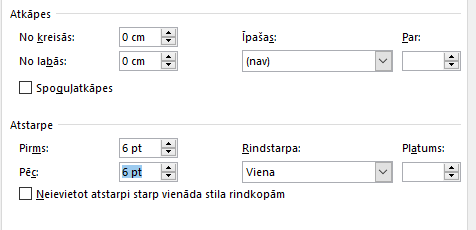 Atkāpes
No kreisās: 0 cm Īpašas: Par:
No labās: 0 cm (nav)
Spoguļatkāpes
Atstarpe
Pirms: 6 pt Rindstarpa: Platums:
Pēc: 6 pt Viena
Neievietot atstarpi starp vienāda stila rindkopām